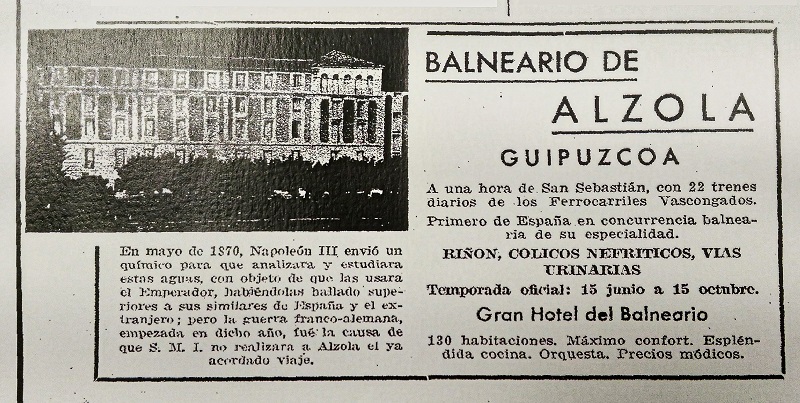 BALNEARIO DE
ALZOLA
GUIPUZCOA
A una hora de San Sebastián, con 22 trenes
diarios de los Ferrocarriles Vascongados.
Primero de España en concurrencia balnea-
ria de su especialidad.
RIÑON, COLICOS NEFRITICOS, VIAS
URINARIAS
Temporada oficial: 15 junio a 15 octubre.
Gran Hotel del Balneario
130 habitaciones. Máximo confort. Esplén-
dida cocina. Orquesta. Precios módicos.
En mayo de 1870, Napoleón III envió un
químico para que analizara y estudiara
estas aguas, con objeto de que las usara
el Emperador, habiéndolas hallado supe-
riores a sus similares de España y el ex-
tranjero; pero la guerra franco-alemana,
empezada en dicho año, fué la causa de
que S. M. I. no realizara a Alzola el ya
acordado viaje.